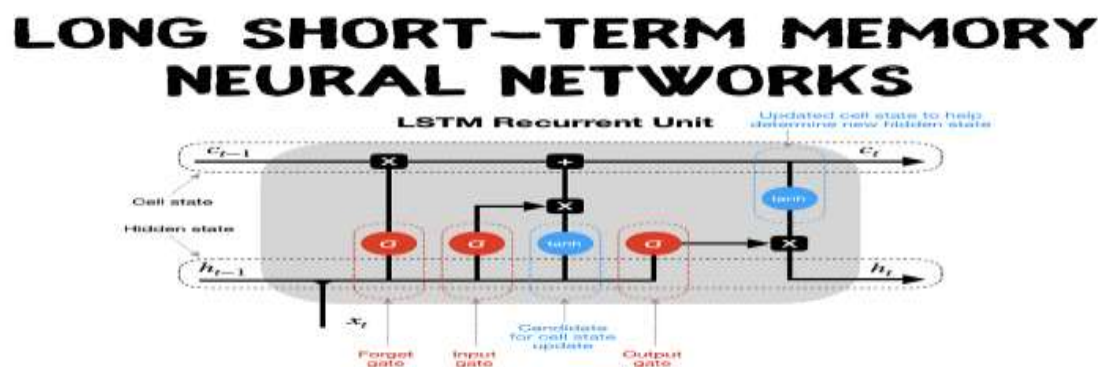 LONG SHORT-TERM MEMORY
NEURAL NETWORKS
LSTM Recurrent Unit
Updated cell state to help
determine new hidden state
c_{t-1}
×
+
c_t
tanh
Cell state
×
Hidden state
σ
σ
tanh
σ
×
h_{t-1}
h_t
x_t
Forget
gate
Input
gate
Candidate
for cell state
update
Output
gate